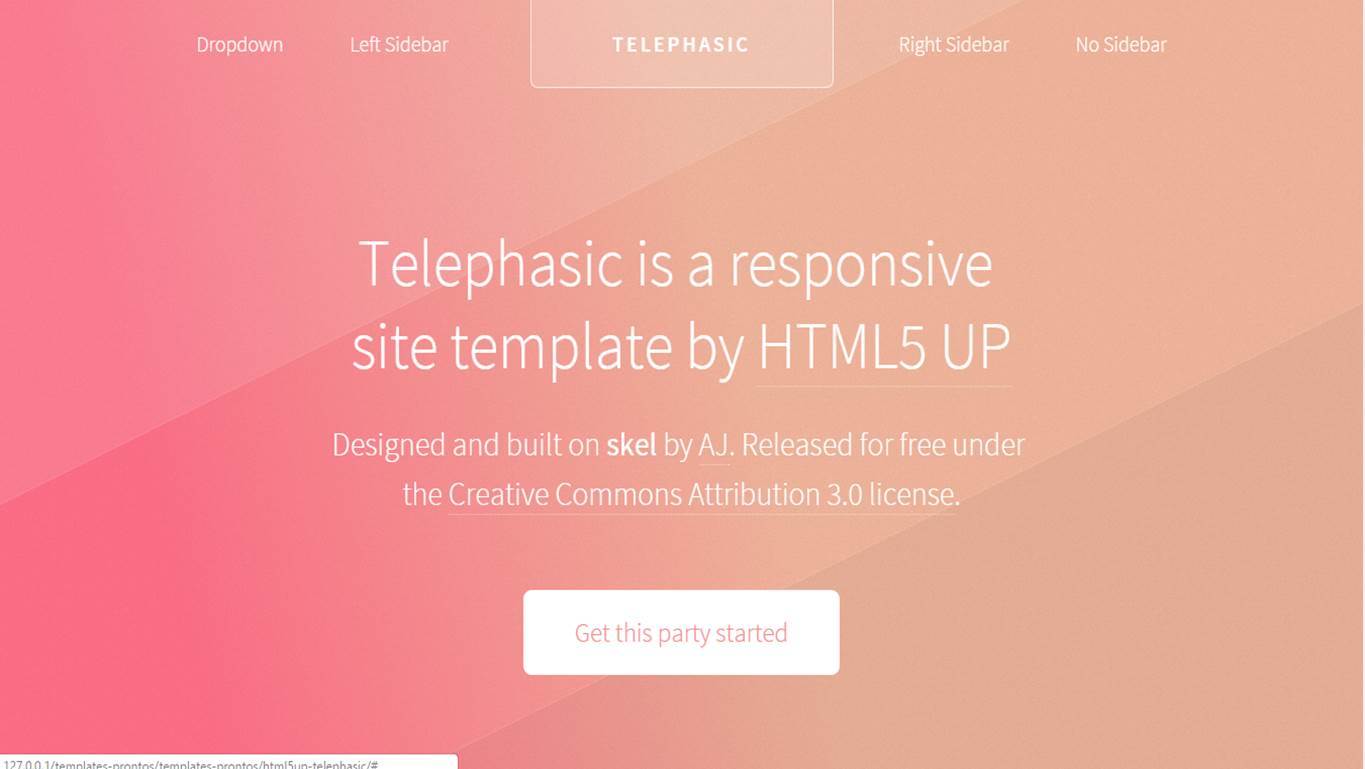 Dropdown Left Sidebar TELEPHASIC Right Sidebar No Sidebar
Telephasic is a responsive
site template by HTML5 UP
Designed and built on skel by AJ. Released for free under
the Creative Commons Attribution 3.0 license.
Get this party started
127.0.0.1/templates-prontos/templates-prontos/html5up-telephasic/#